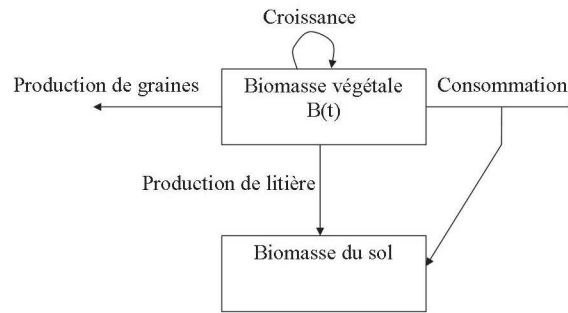 Croissance
Production de graines
Biomasse végétale
B(t)
Consommation
Production de litière
Biomasse du sol